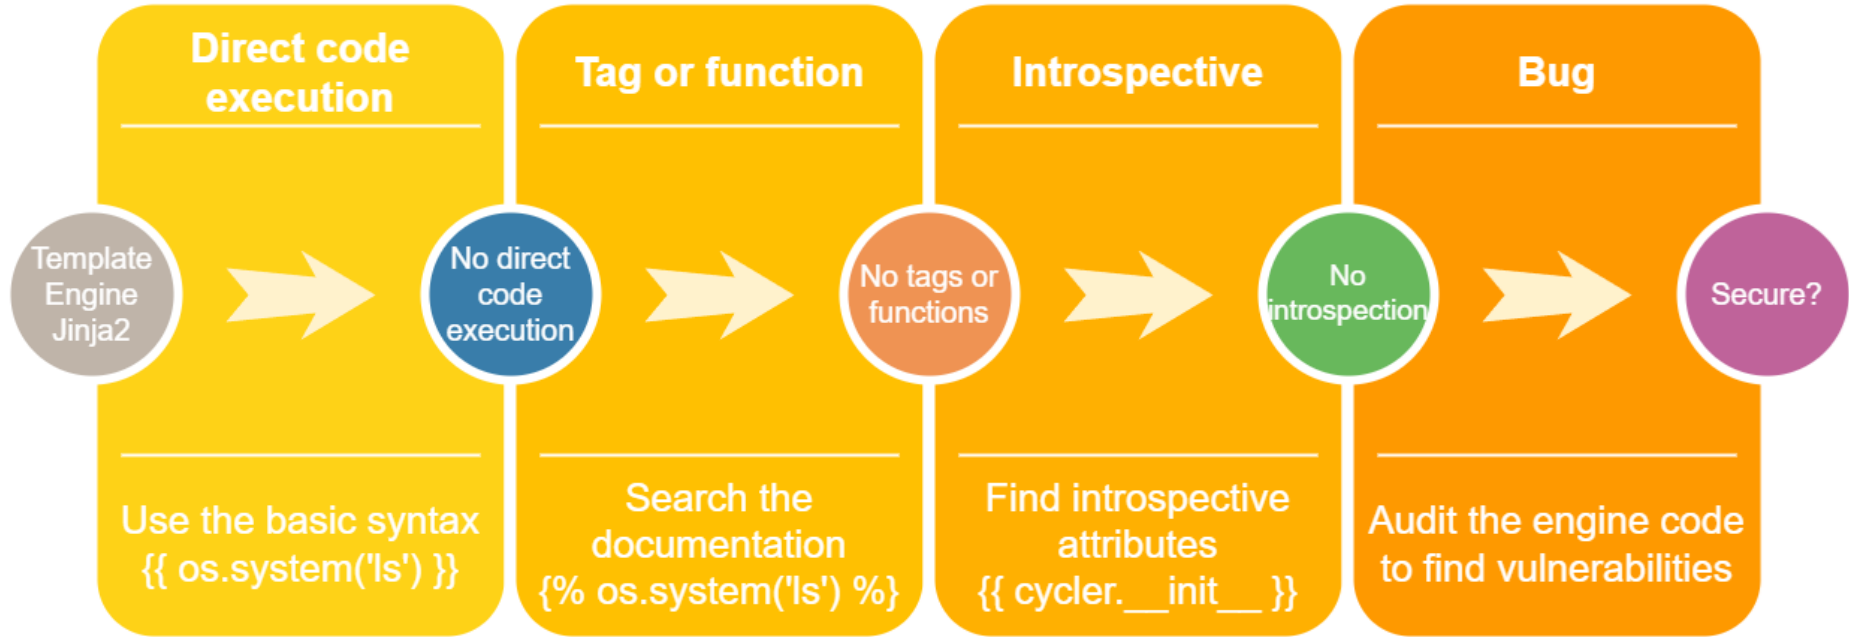 Direct code
execution
Tag or function
Introspective
Bug
Template
Engine
Jinja2
No direct
code
execution
No tags or
functions
No
introspection
Secure?
Use the basic syntax
{{ os.system('ls') }}
Search the
documentation
{% os.system('ls') %}
Find introspective
attributes
{{ cycler.__init__ }}
Audit the engine code
to find vulnerabilities